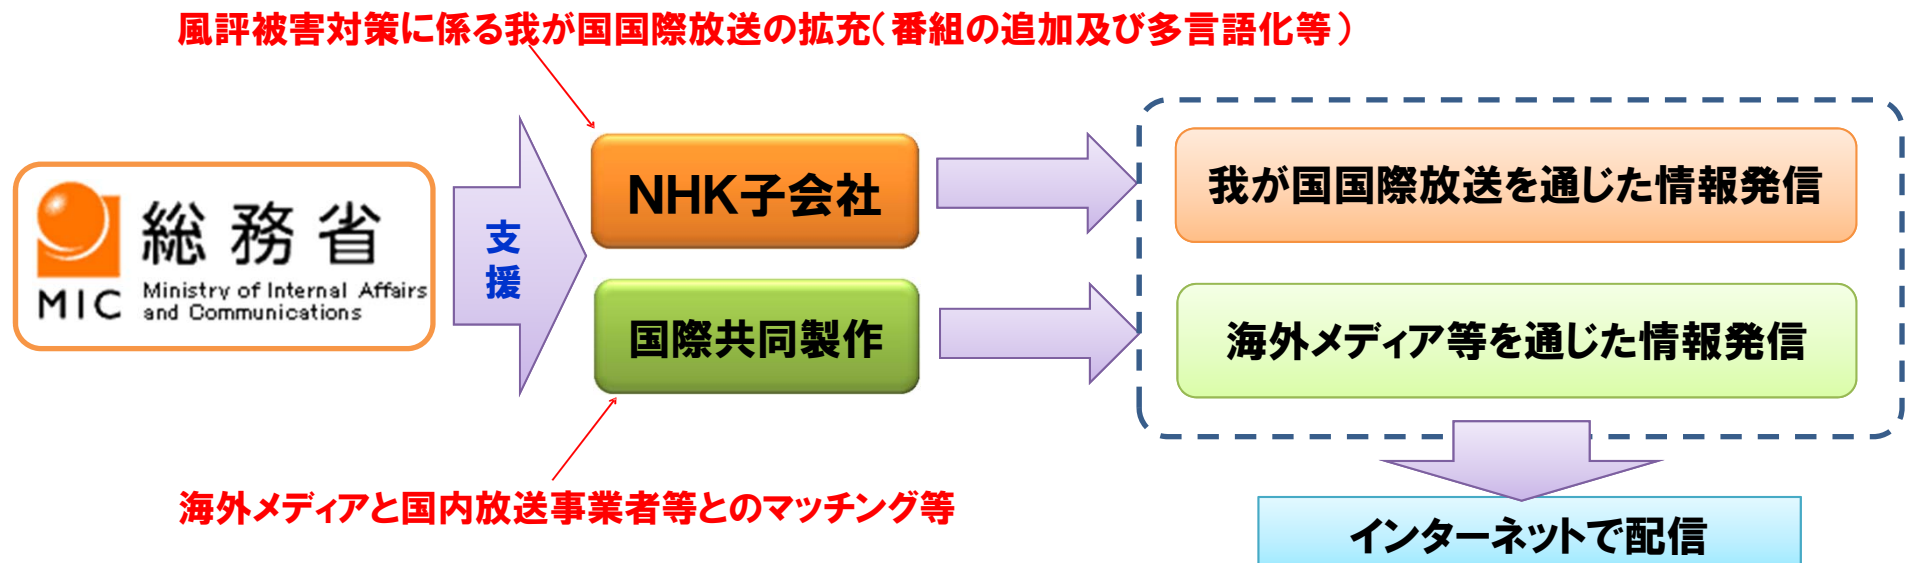 風評被害対策に係る我が国国際放送の拡充（番組の追加及び多言語化等）
総務省
MIC
Ministry of Internal Affairs
and Communications
支援
NHK子会社
国際共同製作
我が国国際放送を通じた情報発信
海外メディア等を通じた情報発信
海外メディアと国内放送事業者等とのマッチング等
インターネットで配信